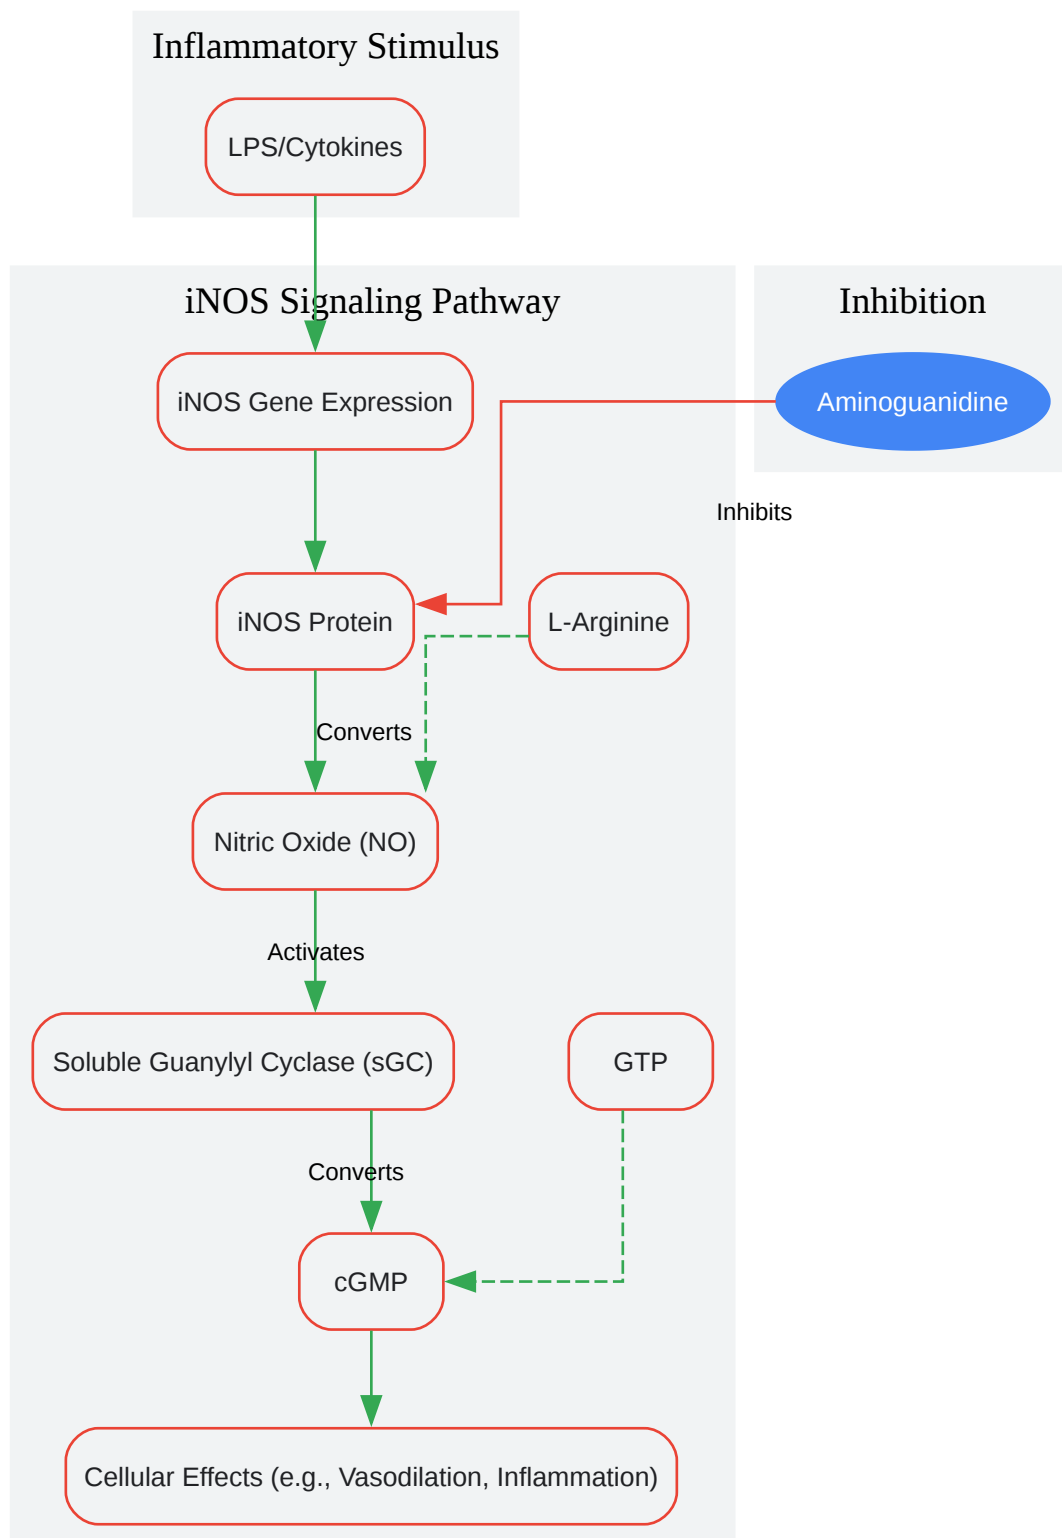 Inflammatory Stimulus
LPS/Cytokines
iNOS Signaling Pathway
Inhibition
iNOS Gene Expression
Aminoguanidine
Inhibits
iNOS Protein
L-Arginine
Converts
Nitric Oxide (NO)
Activates
Soluble Guanylyl Cyclase (sGC)
GTP
Converts
cGMP
Cellular Effects (e.g., Vasodilation, Inflammation)